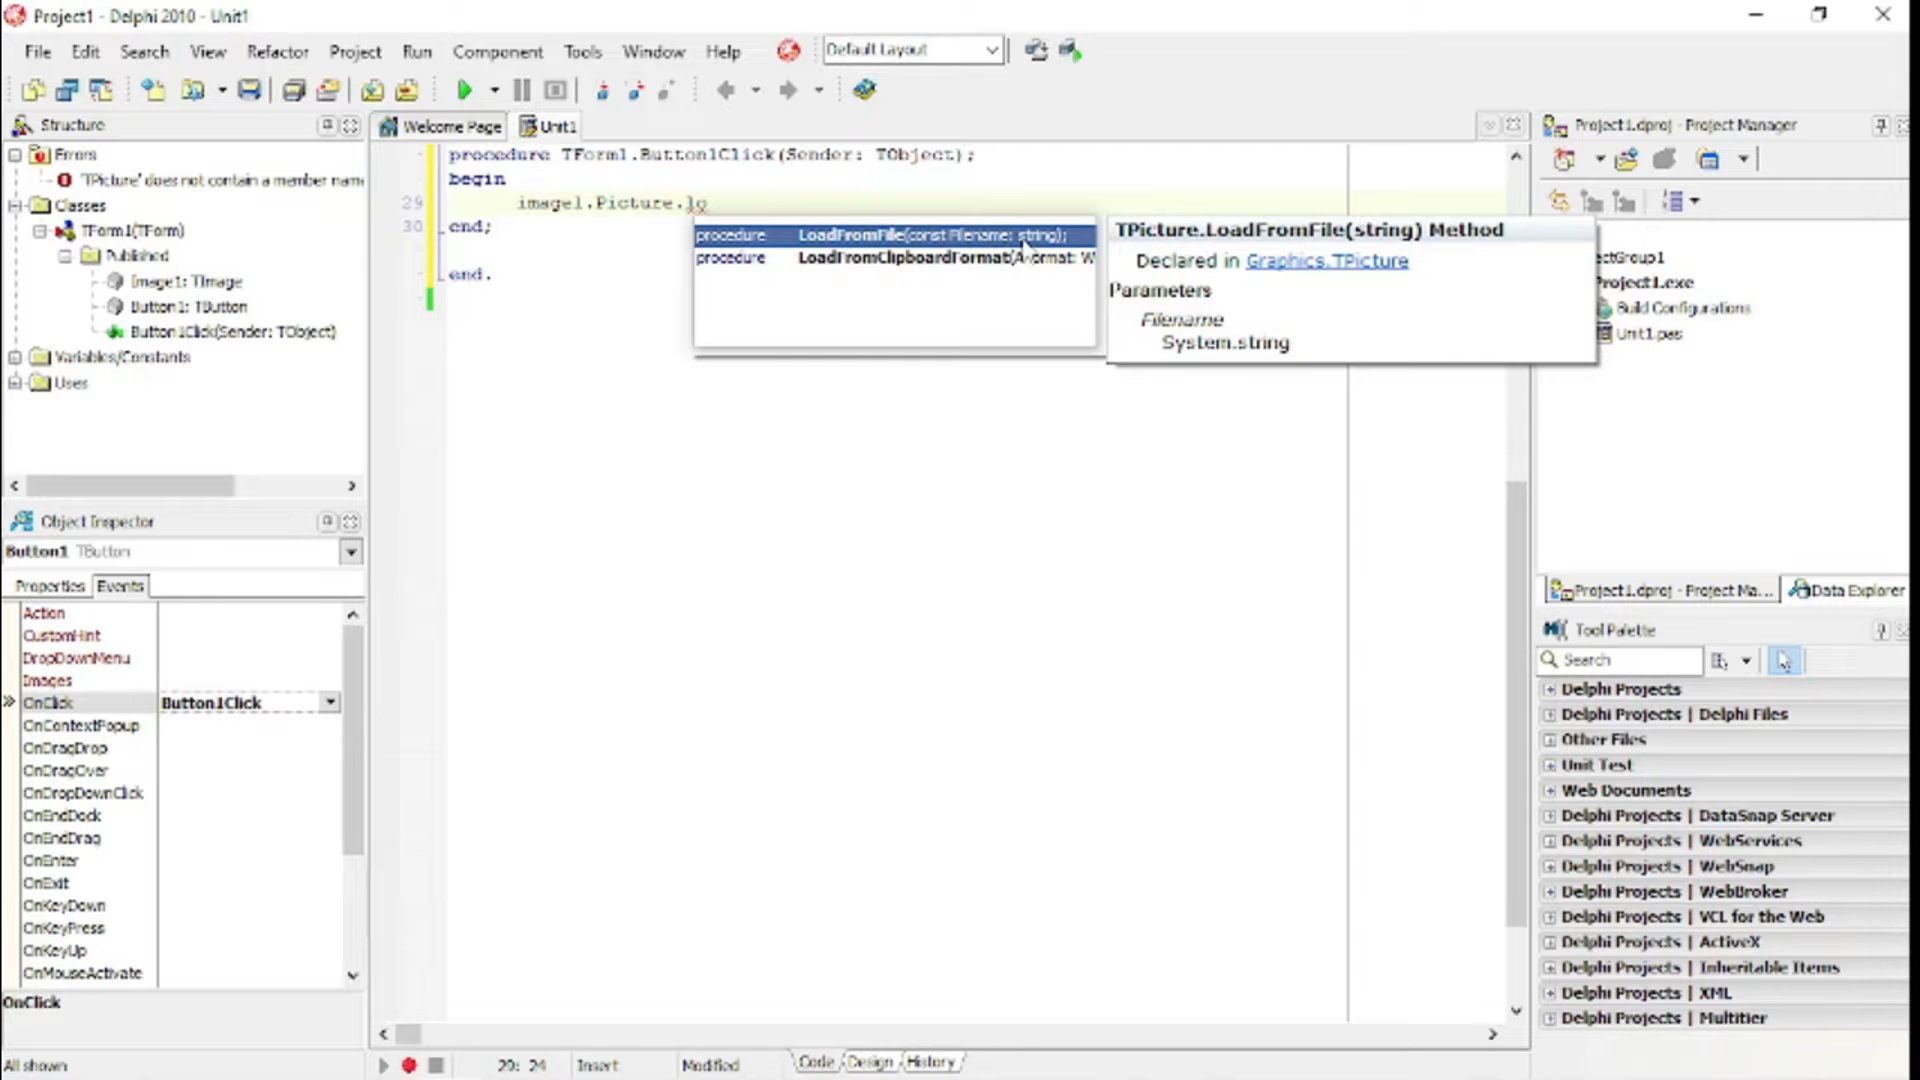 Project1 - Delphi 2010 - Unit1
File Edit Search View Refactor Project Run Component Tools Window Help Default Layout
Structure
Errors
'TPicture' does not contain a member name
Classes
TForm1(TForm)
Published
Image1: TImage
Button1: TButton
Button1Click(Sender: TObject)
Variables/Constants
Uses
Object Inspector
Button1 TButton
Properties Events
Action
CustomHint
DropDownMenu
Images
OnClick Button1Click
OnContextPopup
OnDragDrop
OnDragOver
OnDropDownClick
OnEndDock
OnEndDrag
OnEnter
OnExit
OnKeyDown
OnKeyPress
OnKeyUp
OnMouseActivate
OnClick
All shown
Welcome Page Unit1
procedure TForm1.Button1Click(Sender: TObject);
begin
29 image1.Picture.lo
30 end;
end.
procedure LoadFromFile(const Filename: string);
procedure LoadFromClipboardFormat(AFormat: W
TPicture.LoadFromFile(string) Method
Declared in Graphics.TPicture
Parameters
Filename
System.string
29: 24 Insert Modified Code Design History
Project1.dproj - Project Manager
ectGroup1
Project1.exe
Build Configurations
Unit1.pas
Project1.dproj - Project Ma... Data Explorer
Tool Palette
Search
Delphi Projects
Delphi Projects | Delphi Files
Other Files
Unit Test
Web Documents
Delphi Projects | DataSnap Server
Delphi Projects | WebServices
Delphi Projects | WebSnap
Delphi Projects | WebBroker
Delphi Projects | VCL for the Web
Delphi Projects | ActiveX
Delphi Projects | Inheritable Items
Delphi Projects | XML
Delphi Projects | Multitier